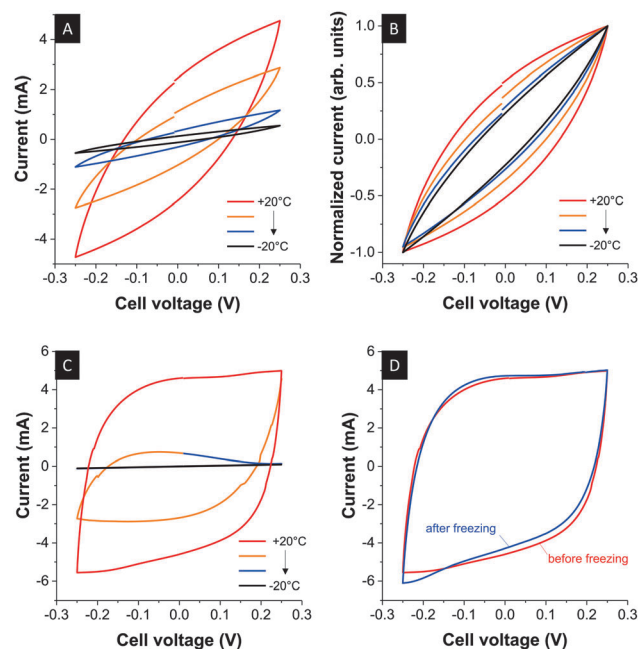 A
Current (mA)
4
2
0
-2
-4
+20°C
-20°C
-0.3 -0.2 -0.1 0.0 0.1 0.2 0.3
Cell voltage (V)
B
Normalized current (arb. units)
1.0
0.5
0.0
-0.5
-1.0
+20°C
-20°C
-0.3 -0.2 -0.1 0.0 0.1 0.2 0.3
Cell voltage (V)
C
Current (mA)
6
4
2
0
-2
-4
-6
+20°C
-20°C
-0.3 -0.2 -0.1 0.0 0.1 0.2 0.3
Cell voltage (V)
D
Current (mA)
6
4
2
0
-2
-4
-6
after freezing
before freezing
-0.3 -0.2 -0.1 0.0 0.1 0.2 0.3
Cell voltage (V)